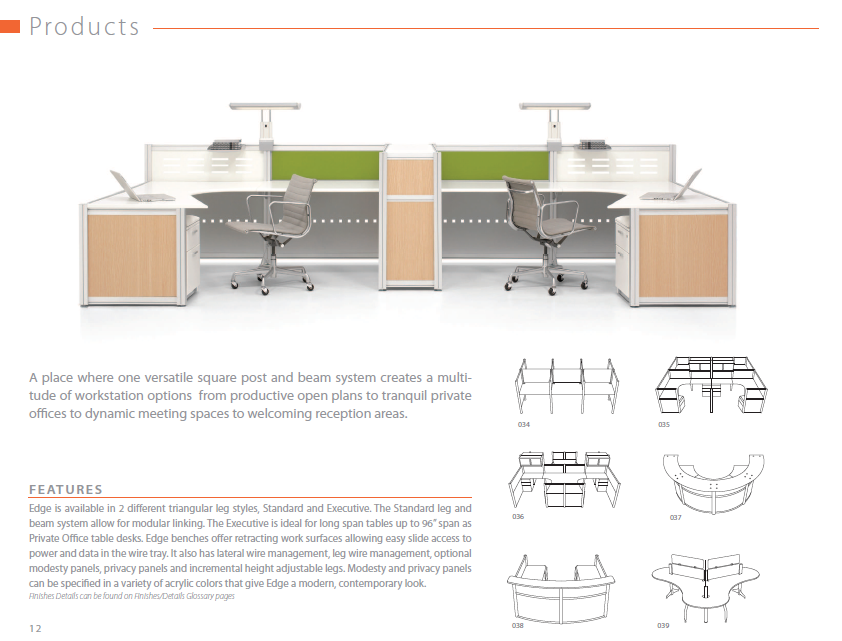 Products
A place where one versatile square post and beam system creates a multi-
tude of workstation options from productive open plans to tranquil private
offices to dynamic meeting spaces to welcoming reception areas.
034
035
FEATURES
Edge is available in 2 different triangular leg styles, Standard and Executive. The Standard leg and
beam system allow for modular linking. The Executive is ideal for long span tables up to 96" span as
Private Office table desks. Edge benches offer retracting work surfaces allowing easy slide access to
power and data in the wire tray. It also has lateral wire management, leg wire management, optional
modesty panels, privacy panels and incremental height adjustable legs. Modesty and privacy panels
can be specified in a variety of acrylic colors that give Edge a modern, contemporary look.
Finishes Details can be found on Finishes/Details Glossary pages
036
037
038
039
12